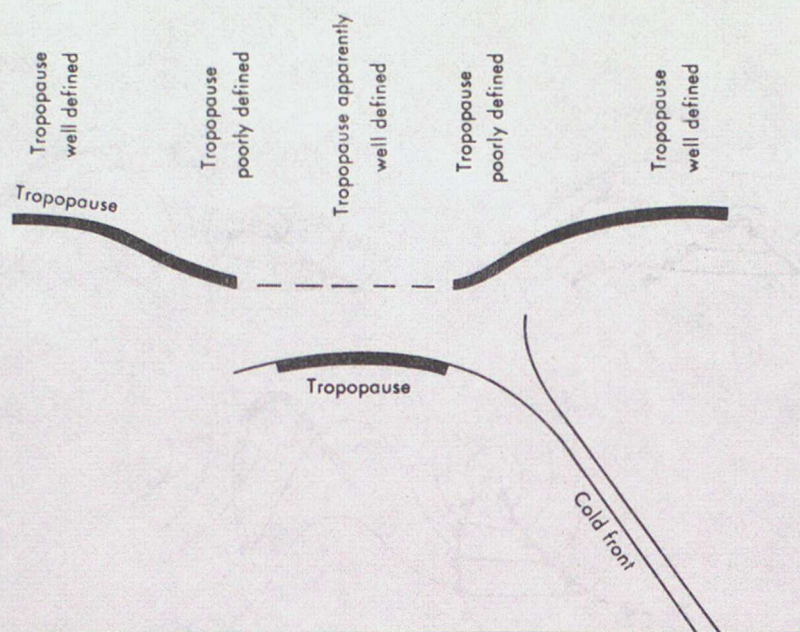 Tropopause
well defined
Tropopause
poorly defined
Tropopause apparently
well defined
Tropopause
poorly defined
Tropopause
well defined
Tropopause
Tropopause
Cold front